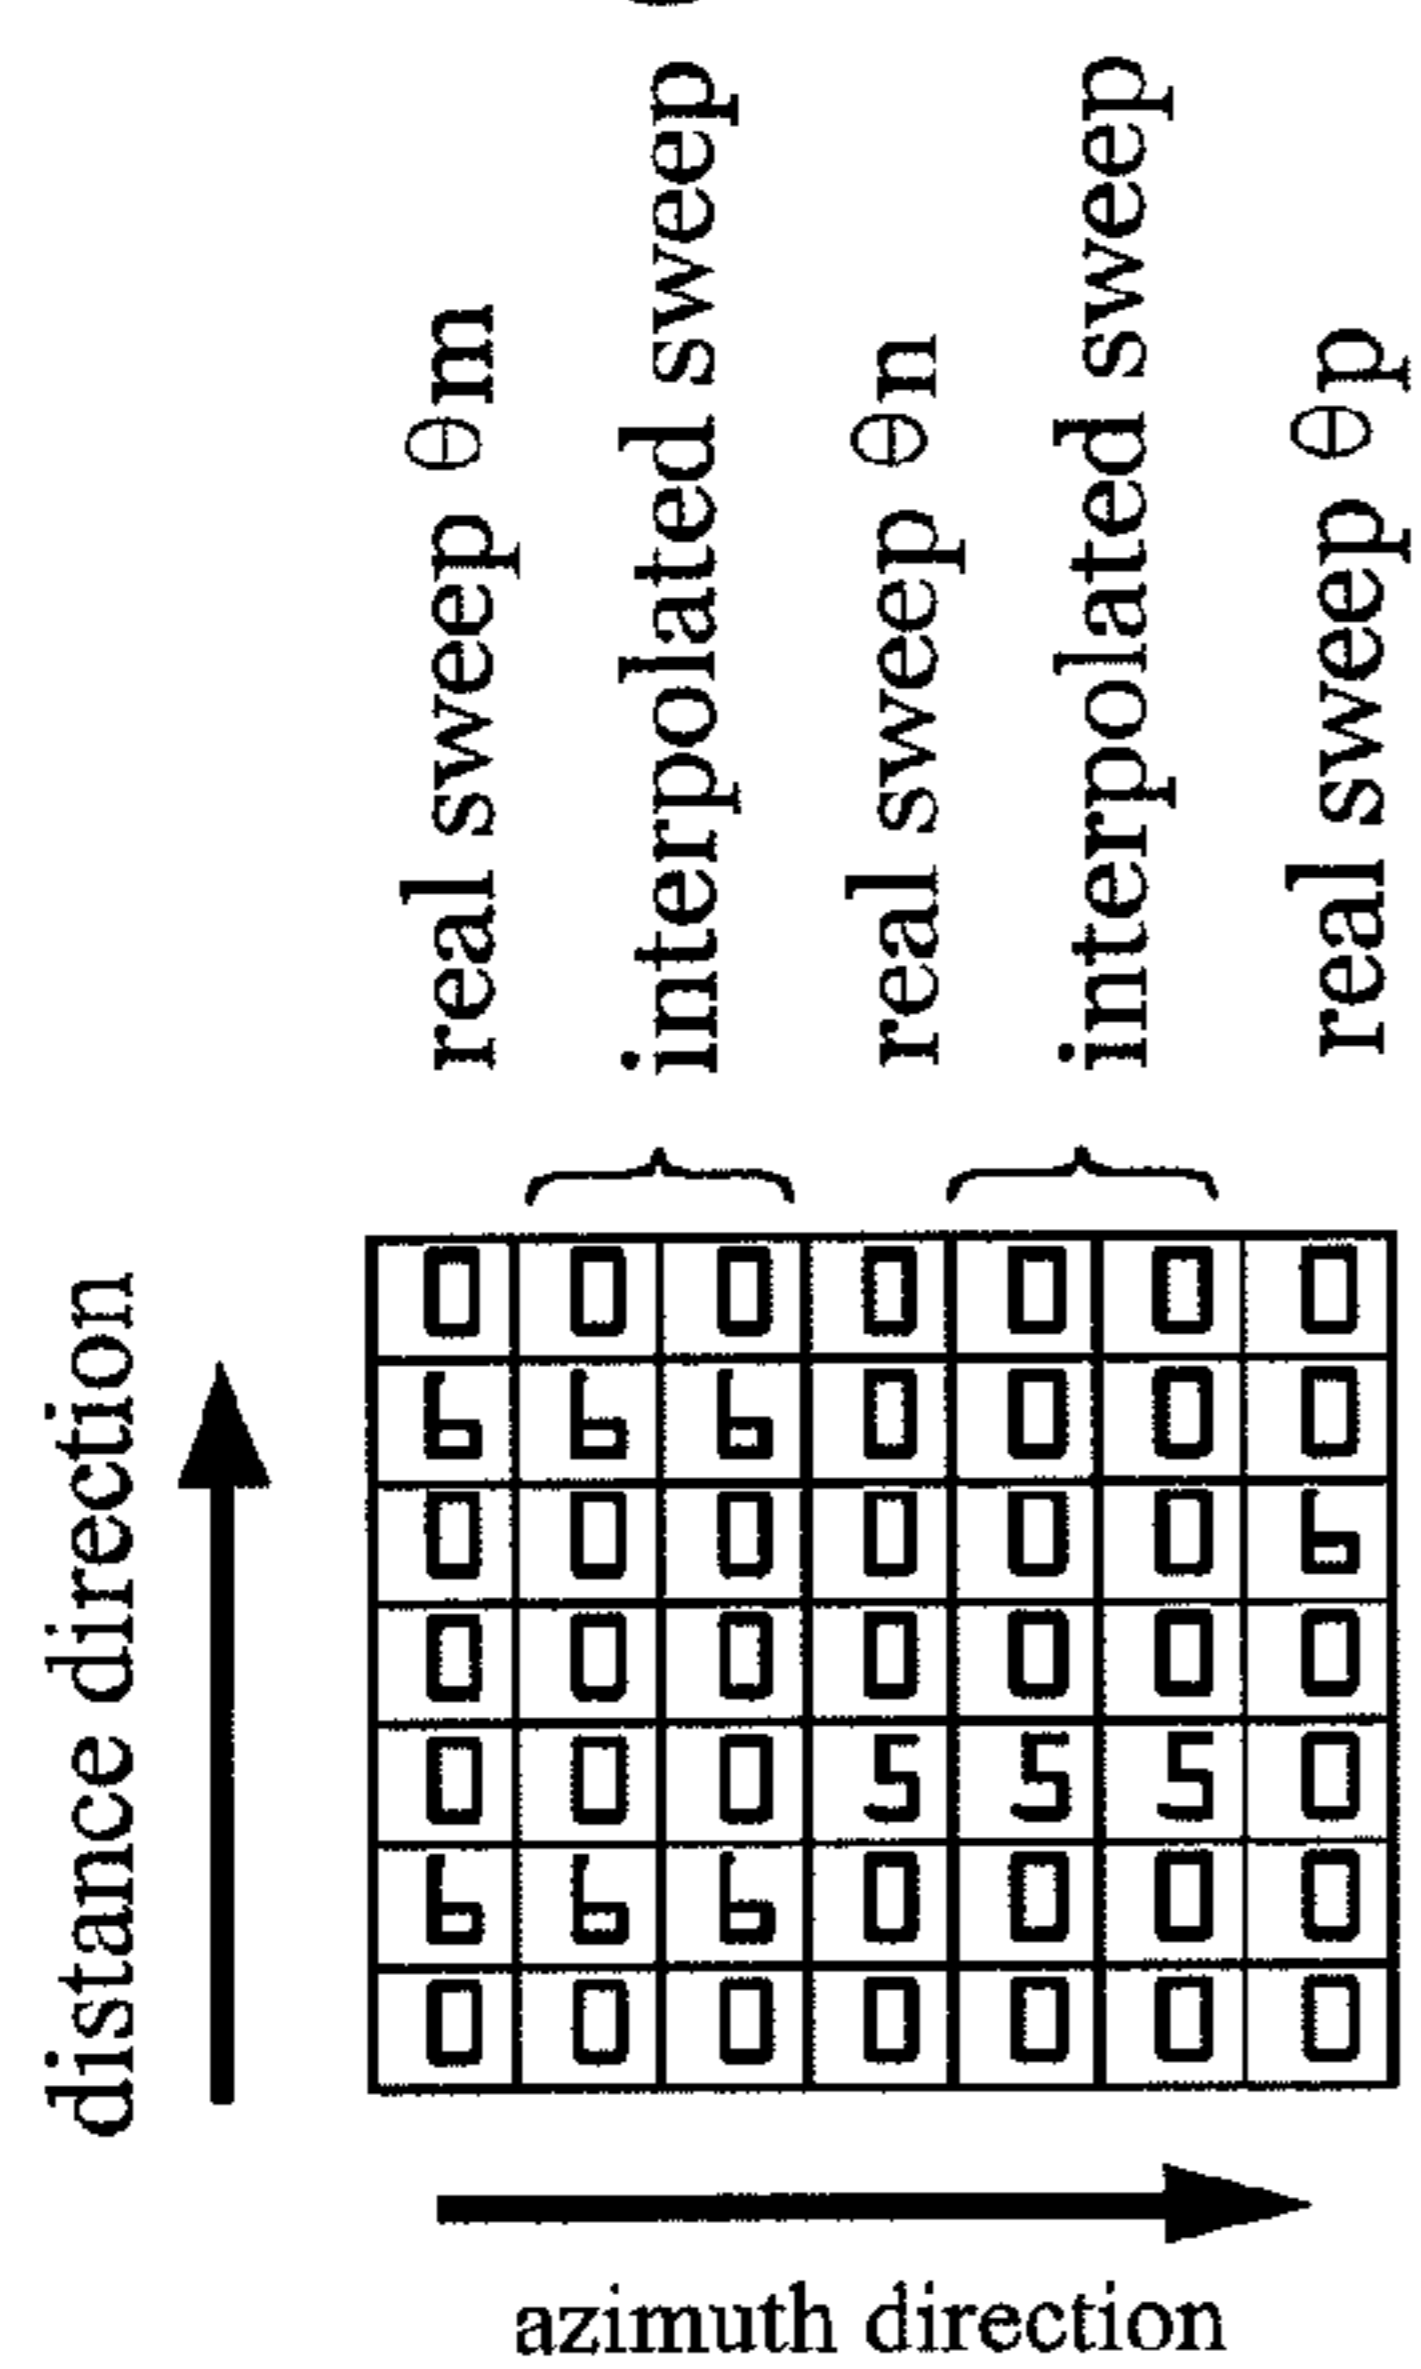 distance direction
real sweep θm
interpolated sweep
real sweep θn
interpolated sweep
real sweep θp
0 0 0 0 0 0 0
6 6 6 0 0 0 0
0 0 0 0 0 0 6
0 0 0 0 0 0 0
0 0 0 5 5 5 0
6 6 6 0 0 0 0
0 0 0 0 0 0 0
azimuth direction